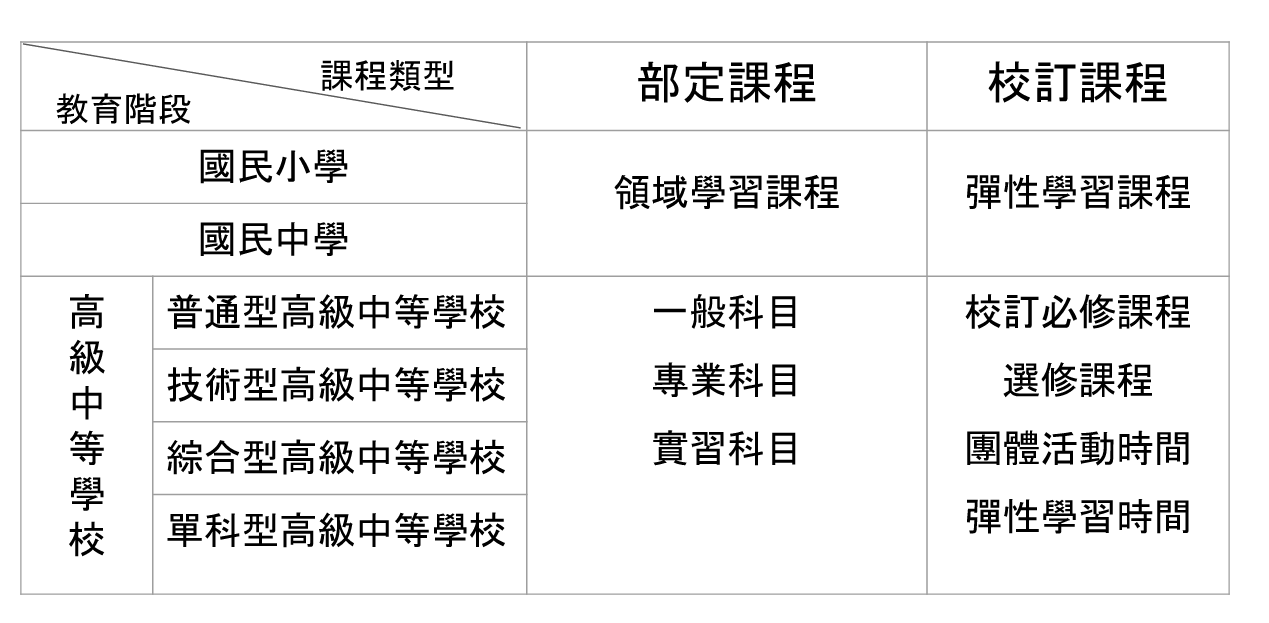 課程類型
教育階段
部定課程
校訂課程
國民小學
國民中學
領域學習課程
彈性學習課程
高級中等學校
普通型高級中等學校
技術型高級中等學校
綜合型高級中等學校
單科型高級中等學校
一般科目
專業科目
實習科目
校訂必修課程
選修課程
團體活動時間
彈性學習時間